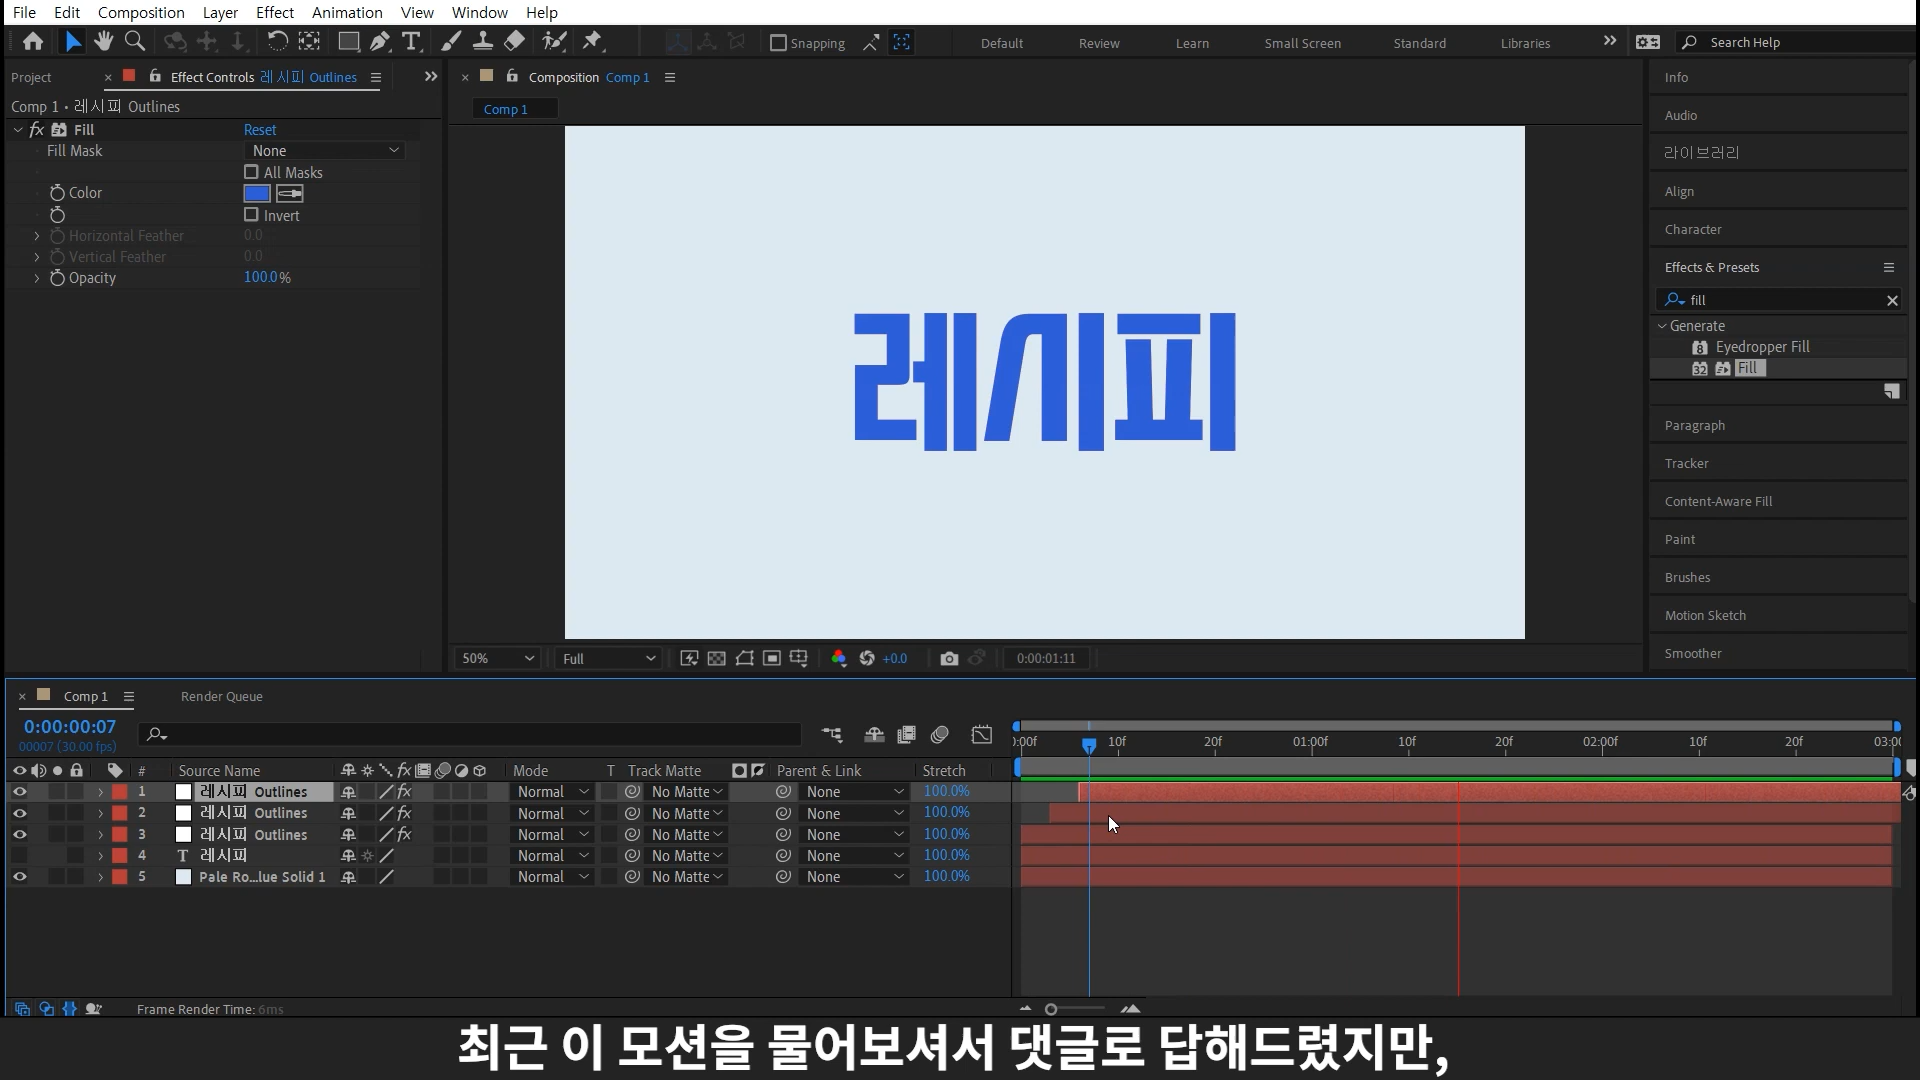 File Edit Composition Layer Effect Animation View Window Help
Snapping Default Review Learn Small Screen Standard Libraries Search Help
Project Effect Controls 레시피 Outlines
Comp 1 • 레시피 Outlines
fx Fill Reset
Fill Mask None
All Masks
Color
Invert
Horizontal Feather 0.0
Vertical Feather 0.0
Opacity 100.0%
Composition Comp 1
Comp 1
레시피
50% Full +0.0 0:00:01:11
Info
Audio
라이브러리
Align
Character
Effects & Presets
fill
Generate
8 Eyedropper Fill
32 Fill
Paragraph
Tracker
Content-Aware Fill
Paint
Brushes
Motion Sketch
Smoother
Comp 1 Render Queue
0:00:00:07
00007 (30.00 fps)
):00f 10f 20f 01:00f 10f 20f 02:00f 10f 20f 03:0
# Source Name fx Mode T Track Matte Parent & Link Stretch
1 레시피 Outlines fx Normal No Matte None 100.0%
2 레시피 Outlines fx Normal No Matte None 100.0%
3 레시피 Outlines fx Normal No Matte None 100.0%
4 T 레시피 Normal No Matte None 100.0%
5 Pale Ro...lue Solid 1 Normal No Matte None 100.0%
Frame Render Time: 6ms
최근 이 모션을 물어보셔서 댓글로 답해드렸지만,